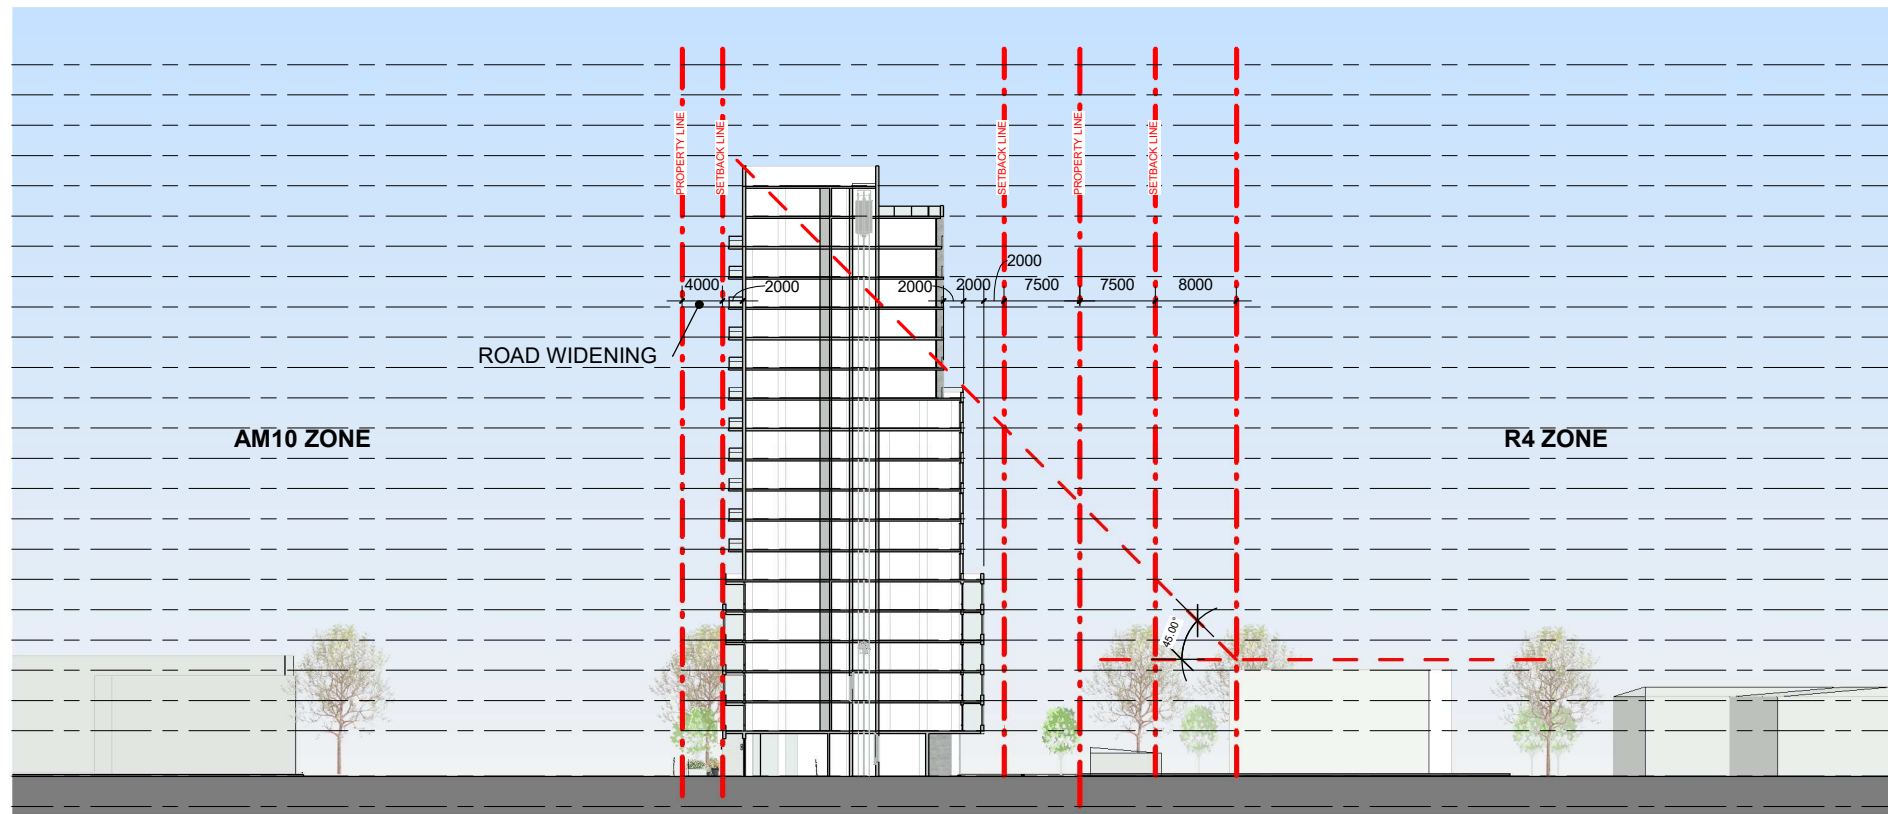 PROPERTY LINE
SETBACK LINE
SETBACK LINE
PROPERTY LINE
SETBACK LINE
2000
4000
2000
2000
2000
7500
7500
8000
ROAD WIDENING
AM10 ZONE
R4 ZONE
45.00°